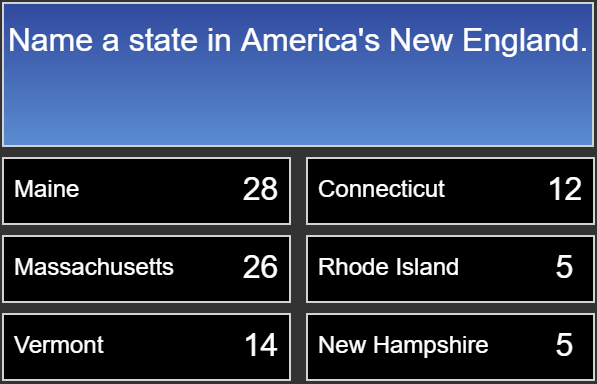 Name a state in America's New England.
Maine 28
Connecticut 12
Massachusetts 26
Rhode Island 5
Vermont 14
New Hampshire 5